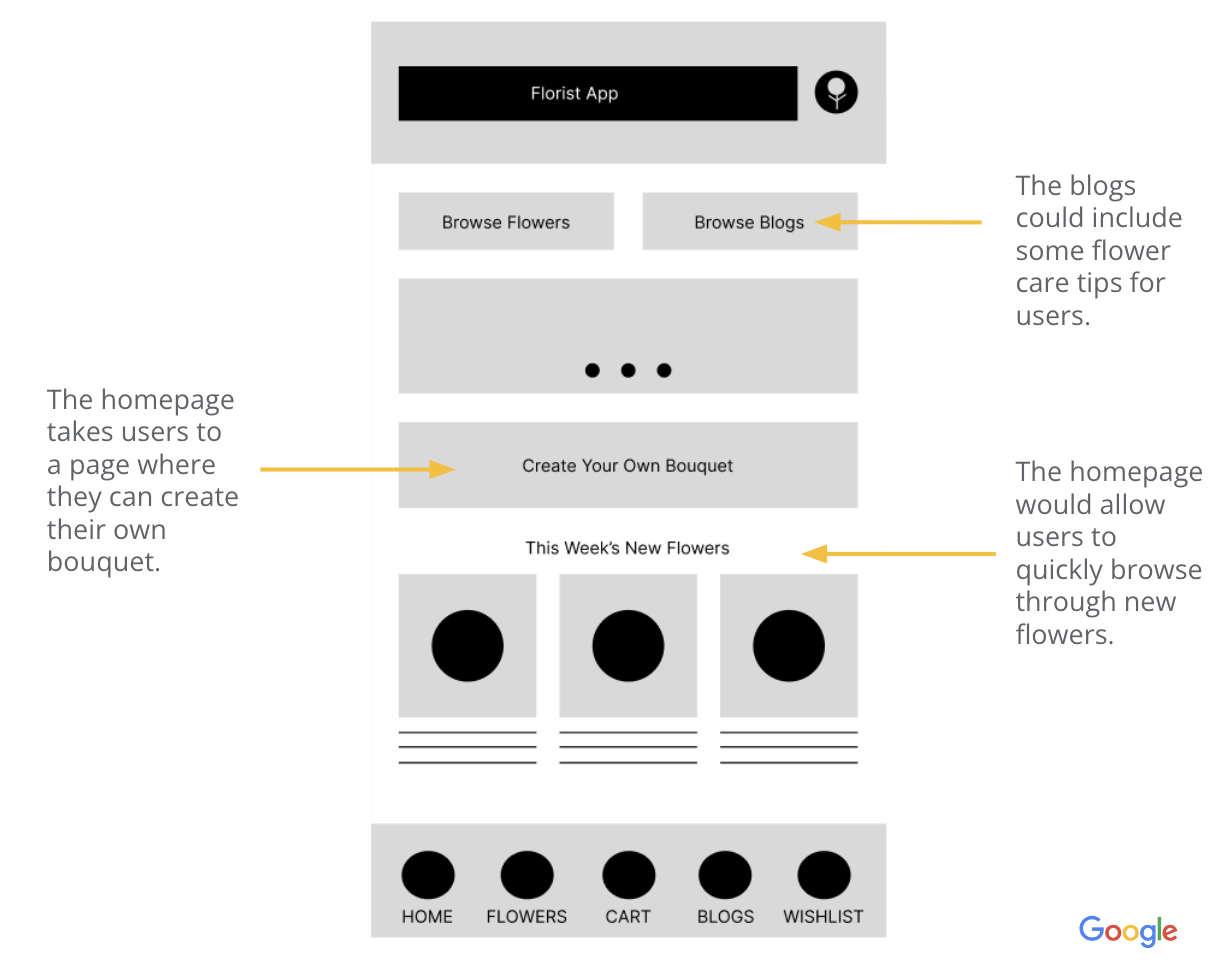 Florist App
Browse Flowers
Browse Blogs
The blogs
could include
some flower
care tips for
users.
The homepage
takes users to
a page where
they can create
their own
bouquet.
Create Your Own Bouquet
The homepage
would allow
users to
quickly browse
through new
flowers.
This Week’s New Flowers
HOME
FLOWERS
CART
BLOGS
WISHLIST
Google